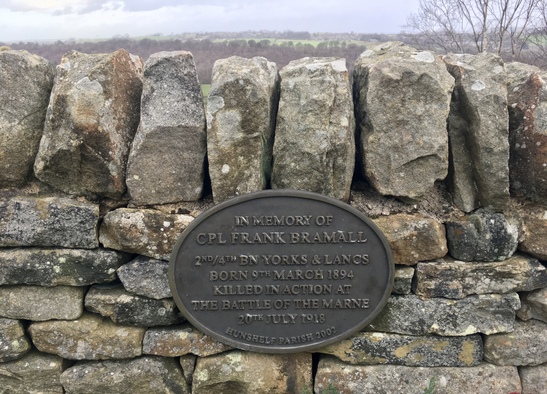 IN MEMORY OF
CPL FRANK BRAMALL
2ND/4TH BN YORKS & LANCS
BORN 9TH MARCH 1894
KILLED IN ACTION AT
THE BATTLE OF THE MARNE
20TH JULY 1918
HUNSHELF PARISH 2002